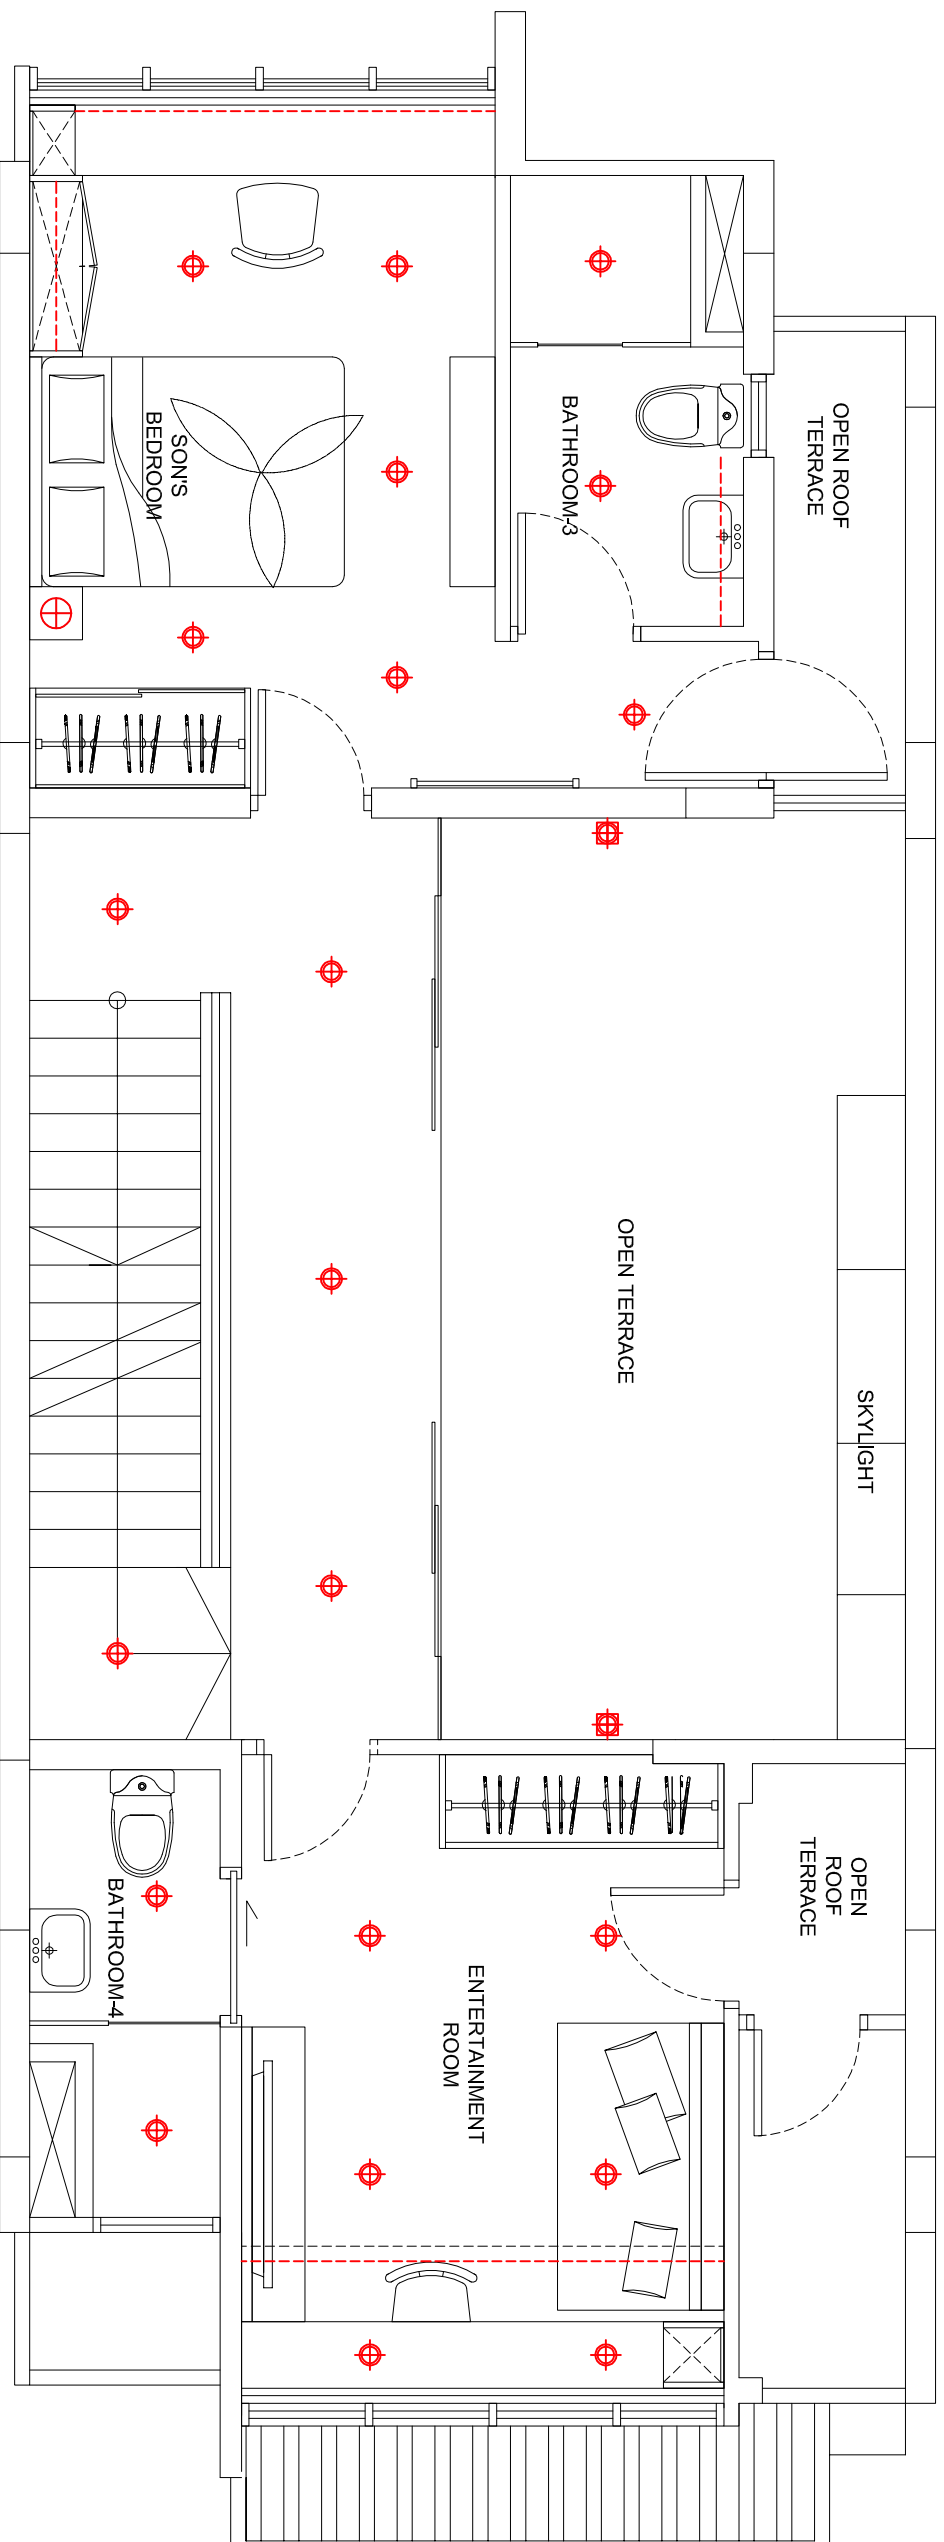 OPEN ROOF
TERRACE
BATHROOM-3
SON'S
BEDROOM
OPEN TERRACE
SKYLIGHT
OPEN
ROOF
TERRACE
BATHROOM-4
ENTERTAINMENT
ROOM